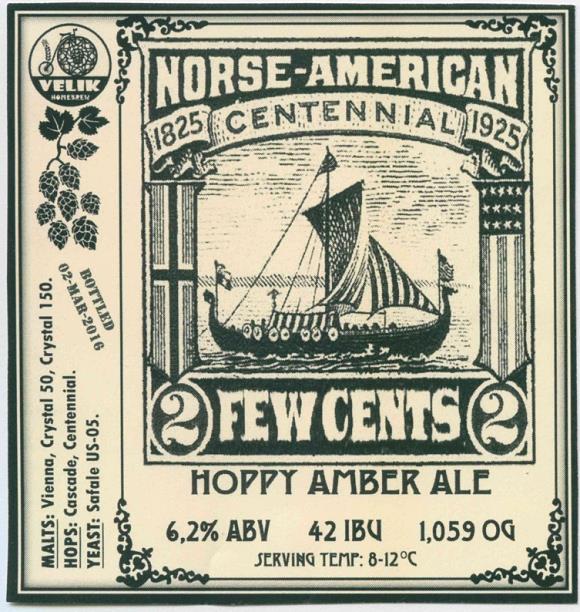 VELIK
HOMEBREW
NORSE-AMERICAN
1825 CENTENNIAL 1925
2 FEW CENTS 2
HOPPY AMBER ALE
6,2% ABV 42 IBU 1,059 OG
SERVING TEMP: 8-12°C
BOTTLED
02-MAR-2016
MALTS: Vienna, Crystal 50, Crystal 150.
HOPS: Cascade, Centennial.
YEAST: Safale US-05.